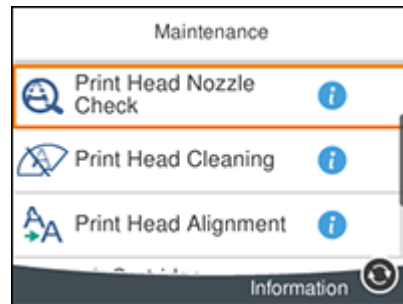 Maintenance
Print Head Nozzle
Check
Print Head Cleaning
Print Head Alignment
Information